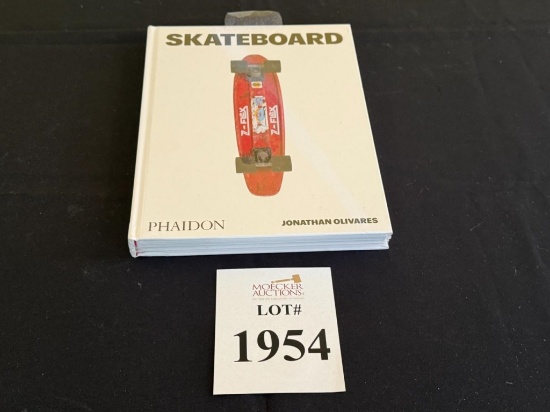 SKATEBOARD
Z-FLEX
Z-FLEX
PHAIDON
JONATHAN OLIVARES
MOECKER
AUCTIONS
LOT#
1954